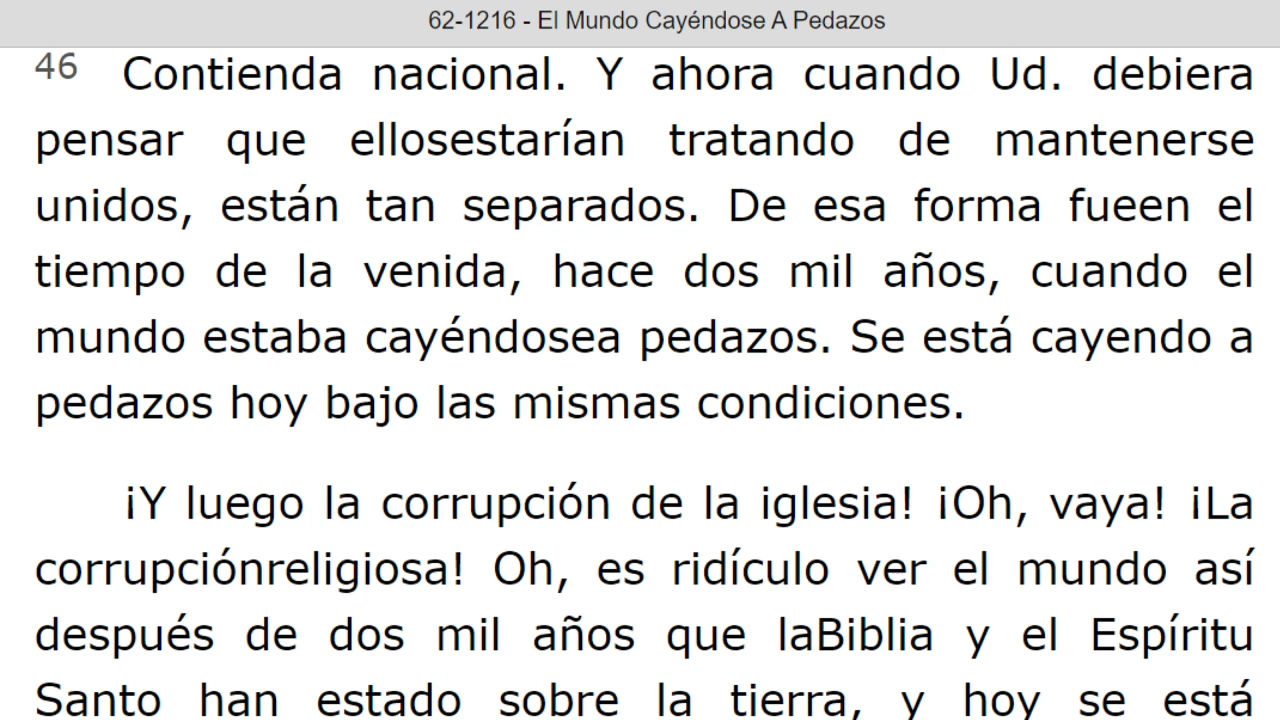 62-1216 - El Mundo Cayéndose A Pedazos
46 Contienda nacional. Y ahora cuando Ud. debiera
pensar que ellosestarían tratando de mantenerse
unidos, están tan separados. De esa forma fueen el
tiempo de la venida, hace dos mil años, cuando el
mundo estaba cayéndosea pedazos. Se está cayendo a
pedazos hoy bajo las mismas condiciones.
¡Y luego la corrupción de la iglesia! ¡Oh, vaya! ¡La
corrupciónreligiosa! Oh, es ridículo ver el mundo así
después de dos mil años que laBiblia y el Espíritu
Santo han estado sobre la tierra, y hoy se está